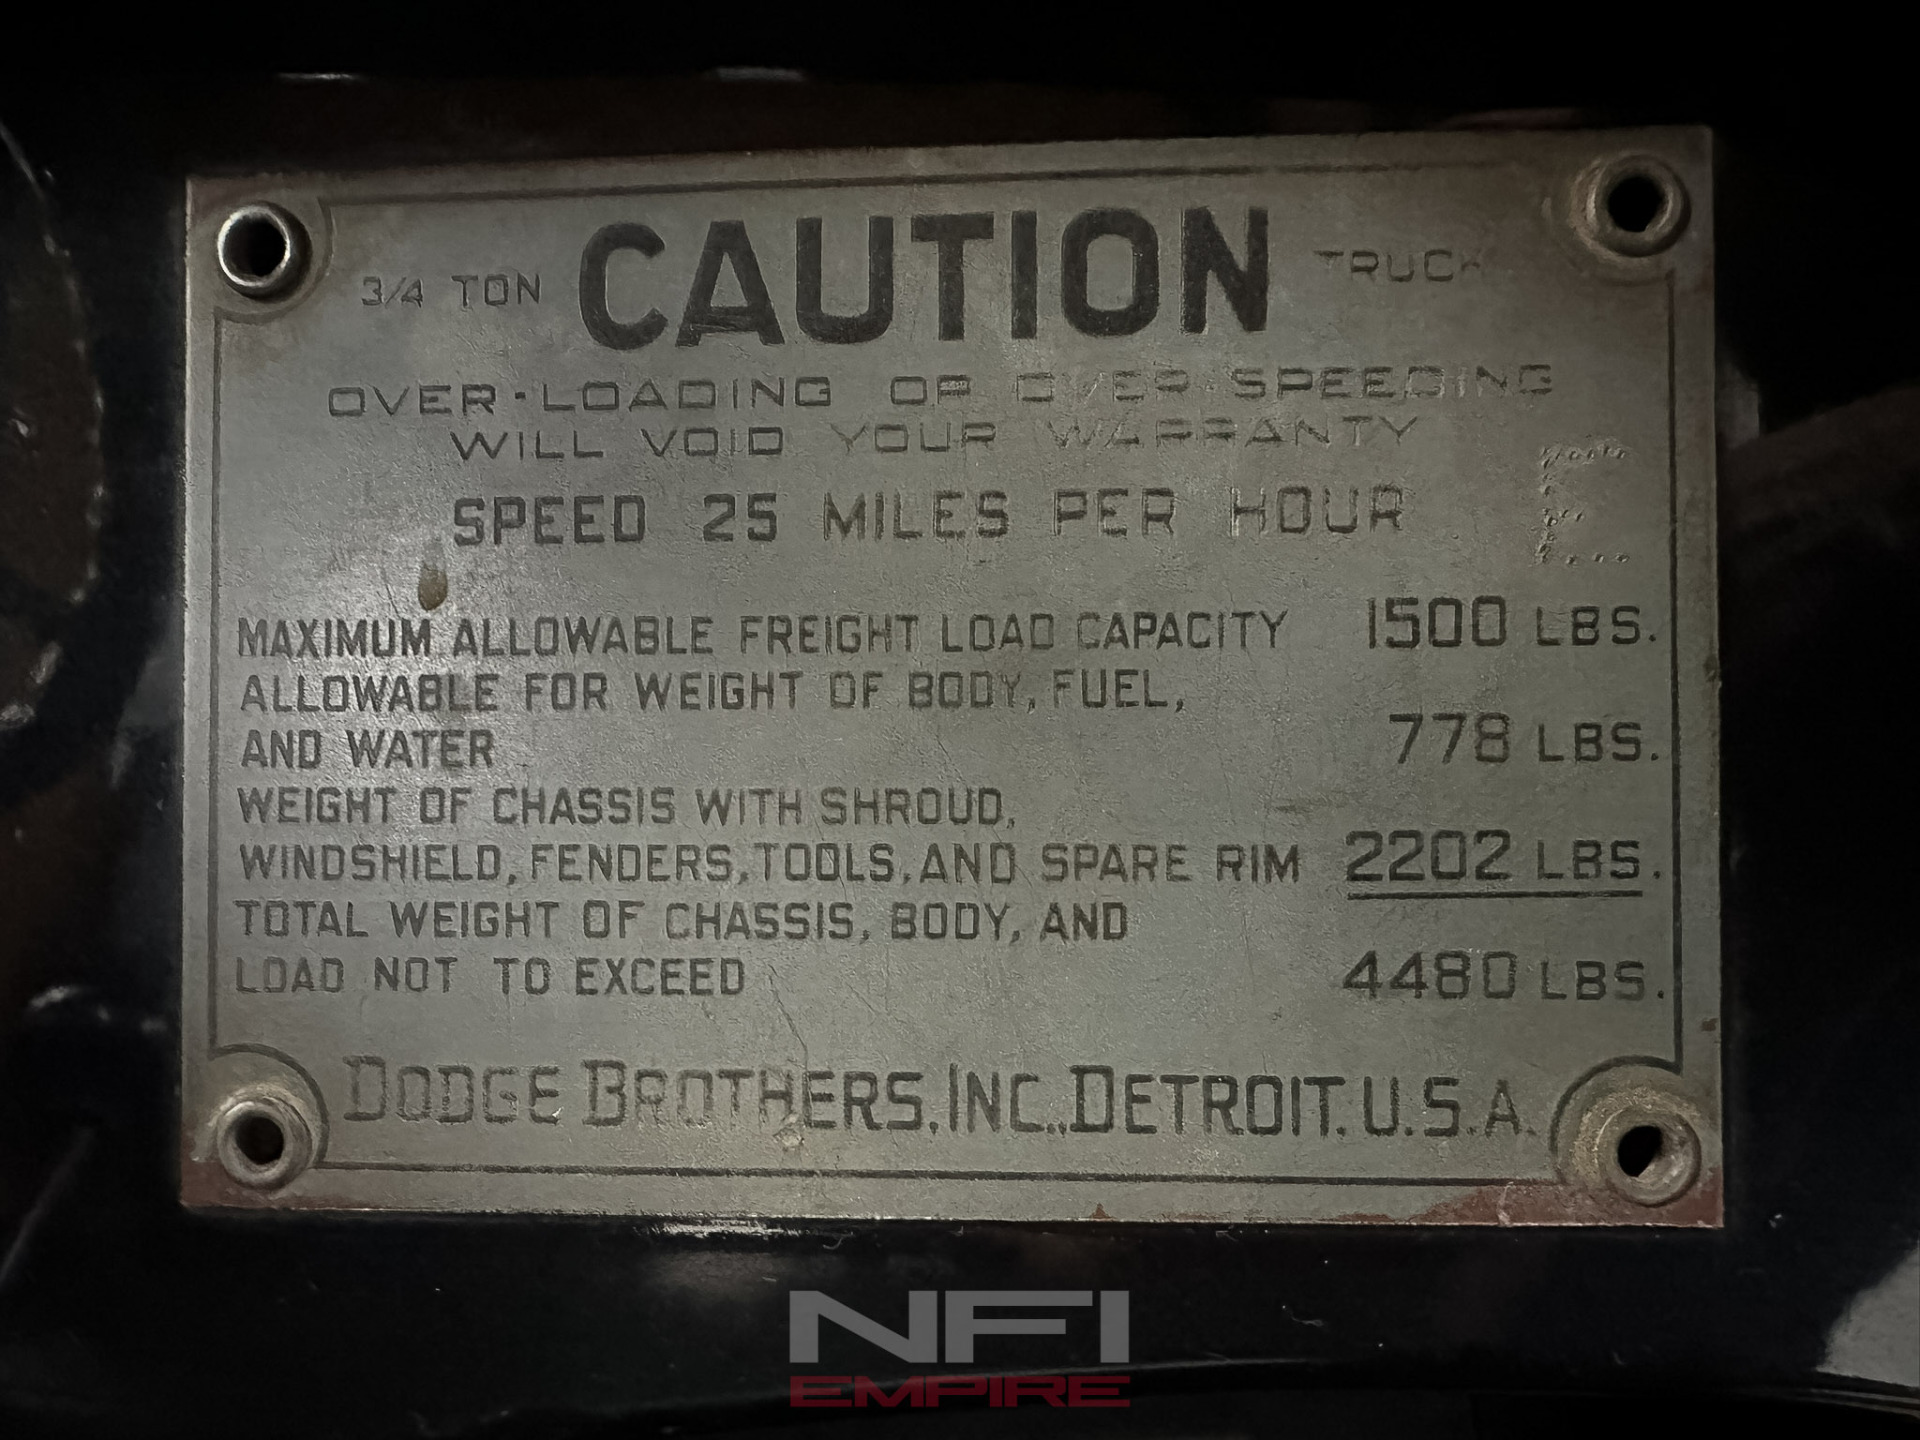 3/4 TON CAUTION TRUCK
OVER-LOADING OR OVER SPEEDING
WILL VOID YOUR WARRANTY
SPEED 25 MILES PER HOUR
E
MAXIMUM ALLOWABLE FREIGHT LOAD CAPACITY 1500 LBS.
ALLOWABLE FOR WEIGHT OF BODY, FUEL,
AND WATER 778 LBS.
WEIGHT OF CHASSIS WITH SHROUD,
WINDSHIELD, FENDERS, TOOLS, AND SPARE RIM 2202 LBS.
TOTAL WEIGHT OF CHASSIS, BODY, AND
LOAD NOT TO EXCEED 4480 LBS.
DODGE BROTHERS, INC., DETROIT. U.S.A.
NFI
EMPIRE